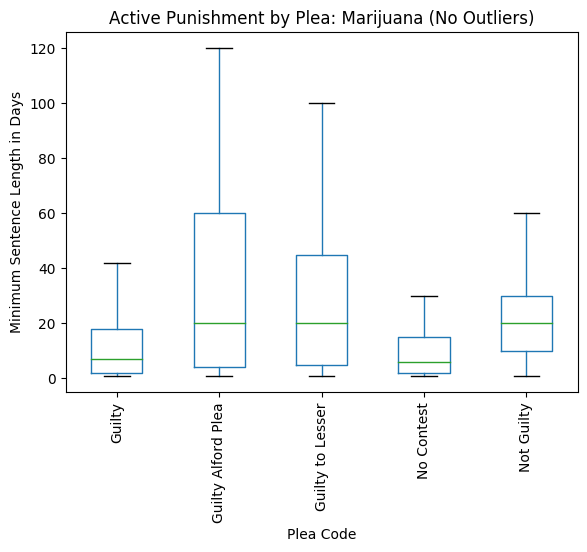 Active Punishment by Plea: Marijuana (No Outliers)
Minimum Sentence Length in Days
120
100
80
60
40
20
0
Guilty
Guilty Alford Plea
Guilty to Lesser
No Contest
Not Guilty
Plea Code